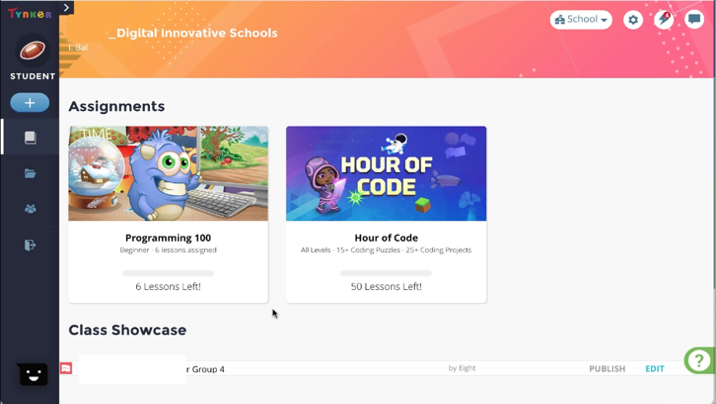 TYNKER
_Digital Innovative Schools
School
STUDENT
Assignments
TIME
HOUR OF
CODE
Programming 100
Beginner · 6 lessons assigned
6 Lessons Left!
Hour of Code
All Levels · 15+ Coding Puzzles · 25+ Coding Projects
50 Lessons Left!
Class Showcase
r Group 4
by Eight
PUBLISH
EDIT
?